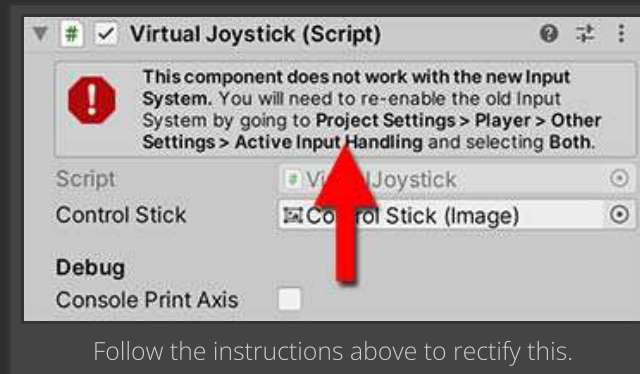 Virtual Joystick (Script)
This component does not work with the new Input
System. You will need to re-enable the old Input
System by going to Project Settings > Player > Other
Settings > Active Input Handling and selecting Both.
Script
Control Stick
Control Stick (Image)
Debug
Console Print Axis
Follow the instructions above to rectify this.